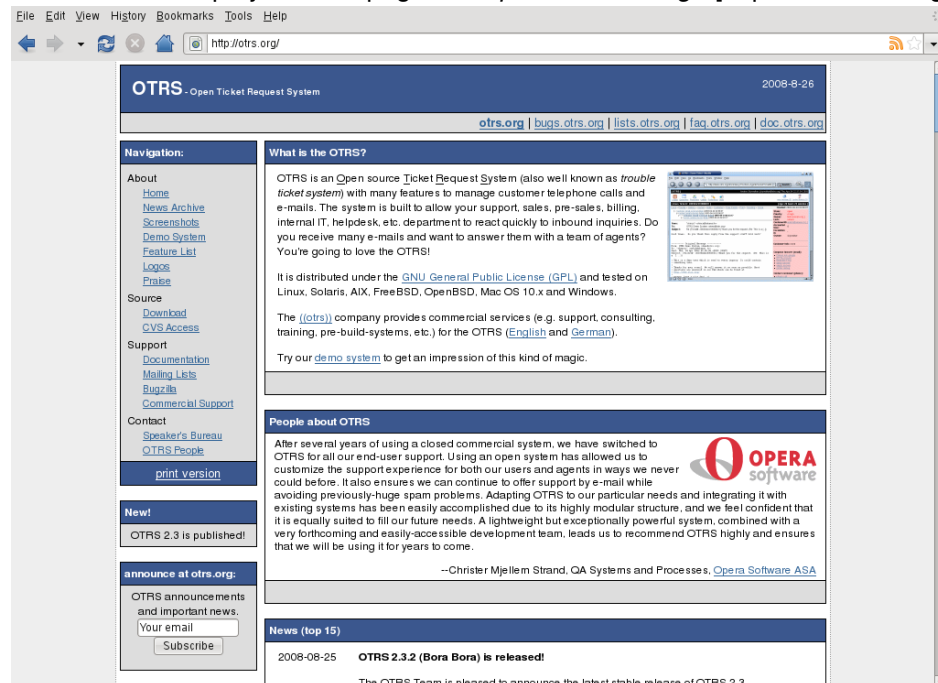 File Edit View History Bookmarks Tools Help
http://otrs.org/
OTRS - Open Ticket Request System
2008-8-26
otrs.org | bugs.otrs.org | lists.otrs.org | faq.otrs.org | doc.otrs.org
Navigation:
About
Home
News Archive
Screenshots
Demo System
Feature List
Logos
Praise
Source
Download
CVS Access
Support
Documentation
Mailing Lists
Bugzilla
Commercial Support
Contact
Speaker's Bureau
OTRS People
print version
New!
OTRS 2.3 is published!
announce at otrs.org:
OTRS announcements
and important news.
Your email
Subscribe
What is the OTRS?
OTRS is an Open source Ticket Request System (also well known as trouble
ticket system) with many features to manage customer telephone calls and
e-mails. The system is built to allow your support, sales, pre-sales, billing,
internal IT, helpdesk, etc. department to react quickly to inbound inquiries. Do
you receive many e-mails and want to answer them with a team of agents?
You're going to love the OTRS!
It is distributed under the GNU General Public License (GPL) and tested on
Linux, Solaris, AIX, FreeBSD, OpenBSD, Mac OS 10.x and Windows.
The ((otrs)) company provides commercial services (e.g. support, consulting,
training, pre-build-systems, etc.) for the OTRS (English and German).
Try our demo system to get an impression of this kind of magic.
People about OTRS
After several years of using a closed commercial system, we have switched to
OTRS for all our end-user support. Using an open system has allowed us to
customize the support experience for both our users and agents in ways we never
could before. It also ensures we can continue to offer support by e-mail while
avoiding previously-huge spam problems. Adapting OTRS to our particular needs and integrating it with
existing systems has been easily accomplished due to its highly modular structure, and we feel confident that
it is equally suited to fill our future needs. A lightweight but exceptionally powerful system, combined with a
very forthcoming and easily-accessible development team, leads us to recommend OTRS highly and ensures
that we will be using it for years to come.
OPERA
software
--Christer Mjellem Strand, QA Systems and Processes, Opera Software ASA
News (top 15)
2008-08-25 OTRS 2.3.2 (Bora Bora) is released!
The OTRS Team is pleased to announce the latest stable release of OTRS 2.3